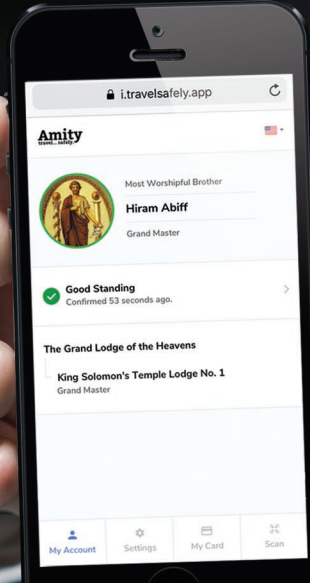 i.travelsafely.app
Amity
travel... safely.
Most Worshipful Brother
Hiram Abiff
Grand Master
Good Standing
Confirmed 53 seconds ago.
The Grand Lodge of the Heavens
King Solomon's Temple Lodge No. 1
Grand Master
My Account
Settings
My Card
Scan